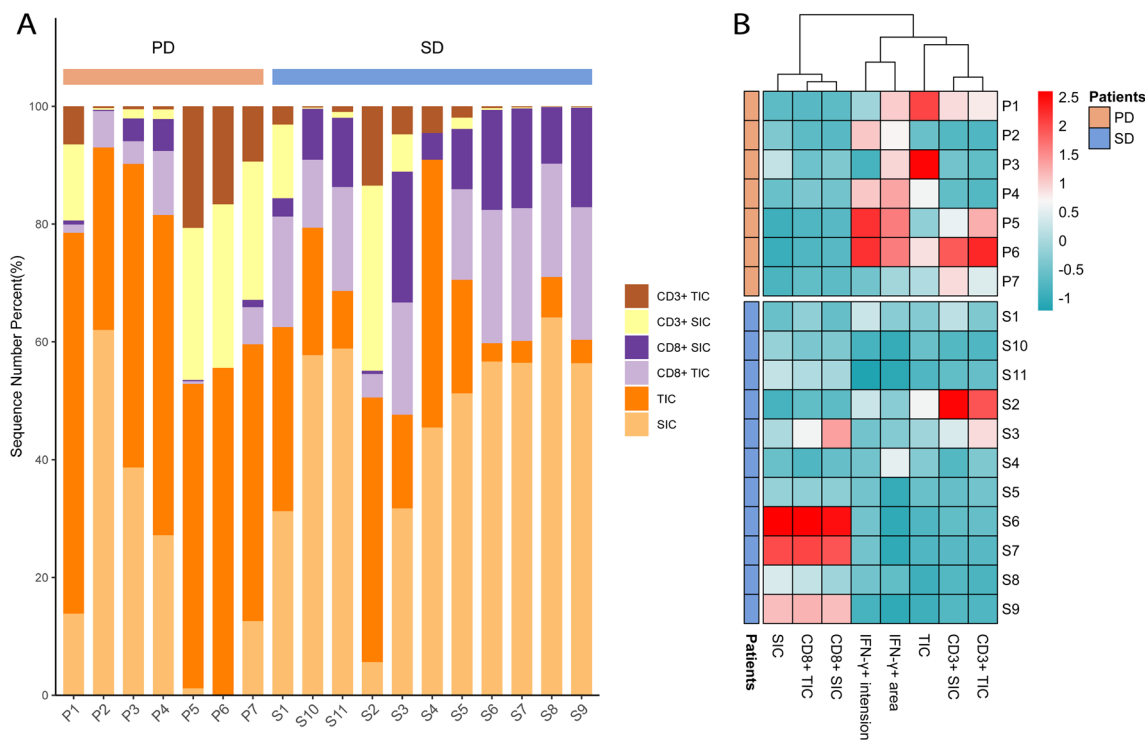 A
PD
SD
Sequence Number Percent(%)
100
80
60
40
20
0
P1
P2
P3
P4
P5
P6
P7
S1
S10
S11
S2
S3
S4
S5
S6
S7
S8
S9
CD3+ TIC
CD3+ SIC
CD8+ SIC
CD8+ TIC
TIC
SIC
B
P1
P2
P3
P4
P5
P6
P7
S1
S10
S11
S2
S3
S4
S5
S6
S7
S8
S9
Patients
SIC
CD8+ TIC
CD8+ SIC
IFN-γ+ intension
IFN-γ+ area
TIC
CD3+ SIC
CD3+ TIC
2.5
2
1.5
1
0.5
0
-0.5
-1
Patients
PD
SD